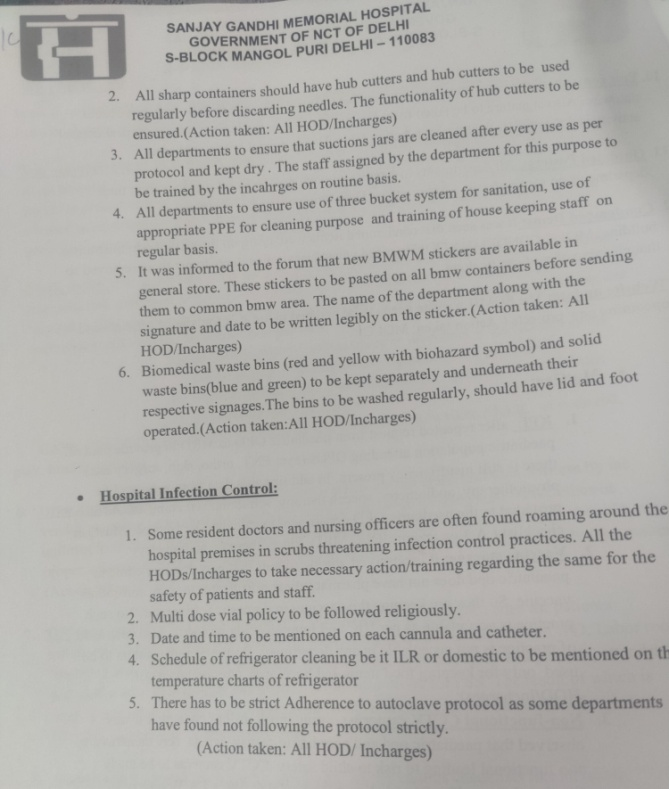 SANJAY GANDHI MEMORIAL HOSPITAL
GOVERNMENT OF NCT OF DELHI
S-BLOCK MANGOL PURI DELHI – 110083
2. All sharp containers should have hub cutters and hub cutters to be used
regularly before discarding needles. The functionality of hub cutters to be
ensured.(Action taken: All HOD/Incharges)
3. All departments to ensure that suctions jars are cleaned after every use as per
protocol and kept dry . The staff assigned by the department for this purpose to
be trained by the incahrges on routine basis.
4. All departments to ensure use of three bucket system for sanitation, use of
appropriate PPE for cleaning purpose and training of house keeping staff on
regular basis.
5. It was informed to the forum that new BMWM stickers are available in
general store. These stickers to be pasted on all bmw containers before sending
them to common bmw area. The name of the department along with the
signature and date to be written legibly on the sticker.(Action taken: All
HOD/Incharges)
6. Biomedical waste bins (red and yellow with biohazard symbol) and solid
waste bins(blue and green) to be kept separately and underneath their
respective signages.The bins to be washed regularly, should have lid and foot
operated.(Action taken:All HOD/Incharges)
• Hospital Infection Control:
1. Some resident doctors and nursing officers are often found roaming around the
hospital premises in scrubs threatening infection control practices. All the
HODs/Incharges to take necessary action/training regarding the same for the
safety of patients and staff.
2. Multi dose vial policy to be followed religiously.
3. Date and time to be mentioned on each cannula and catheter.
4. Schedule of refrigerator cleaning be it ILR or domestic to be mentioned on th
temperature charts of refrigerator
5. There has to be strict Adherence to autoclave protocol as some departments
have found not following the protocol strictly.
(Action taken: All HOD/ Incharges)